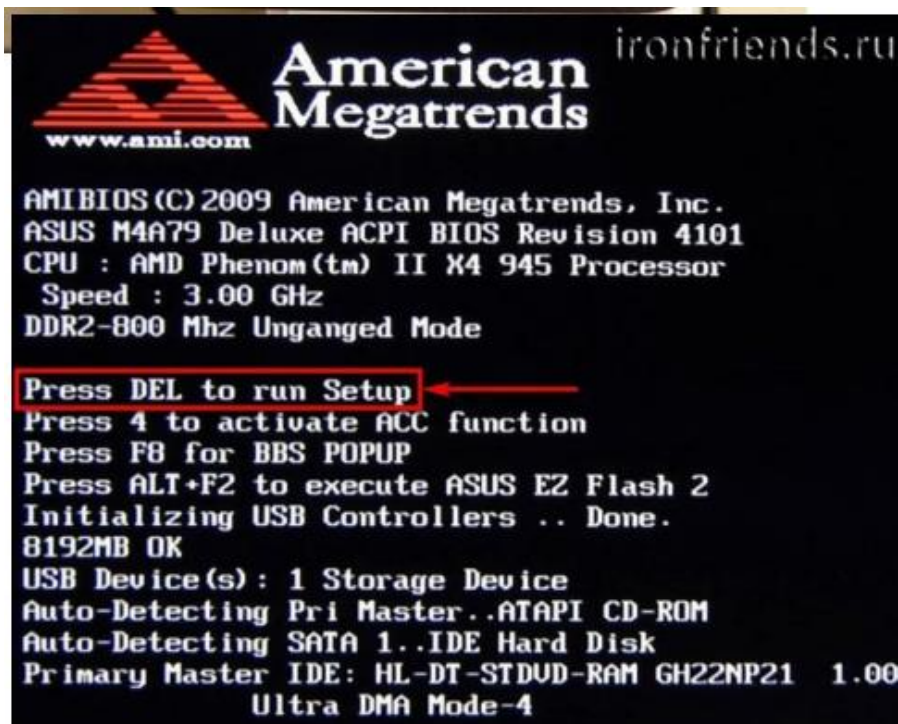 ironfriends.ru
American
Megatrends
www.ami.com
AMIBIOS(C)2009 American Megatrends, Inc.
ASUS M4A79 Deluxe ACPI BIOS Revision 4101
CPU : AMD Phenom(tm) II X4 945 Processor
Speed : 3.00 GHz
DDR2-800 Mhz Unganged Mode
Press DEL to run Setup
Press 4 to activate ACC function
Press F8 for BBS POPUP
Press ALT+F2 to execute ASUS EZ Flash 2
Initializing USB Controllers .. Done.
8192MB OK
USB Device(s): 1 Storage Device
Auto-Detecting Pri Master..ATAPI CD-ROM
Auto-Detecting SATA 1..IDE Hard Disk
Primary Master IDE: HL-DT-STDVD-RAM GH22NP21 1.00
Ultra DMA Mode-4